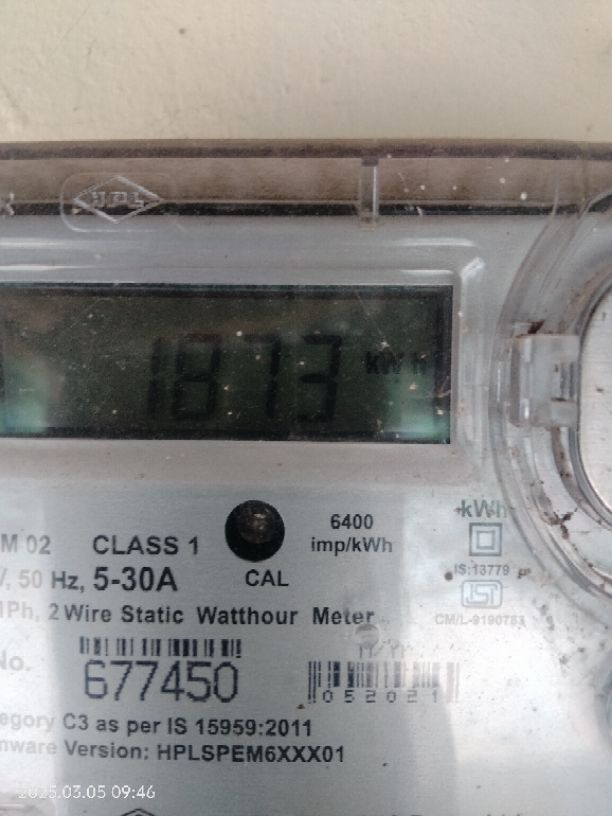 HPL
1873 kWh
M 02 CLASS 1
6400
imp/kWh
kWh
V, 50 Hz, 5-30A
CAL
IS:13779
1Ph, 2 Wire Static Watthour Meter
CM/L-9190783
No.
677450
052021
egory C3 as per IS 15959:2011
mware Version: HPLSPEM6XXX01
2025.03.05 09:46